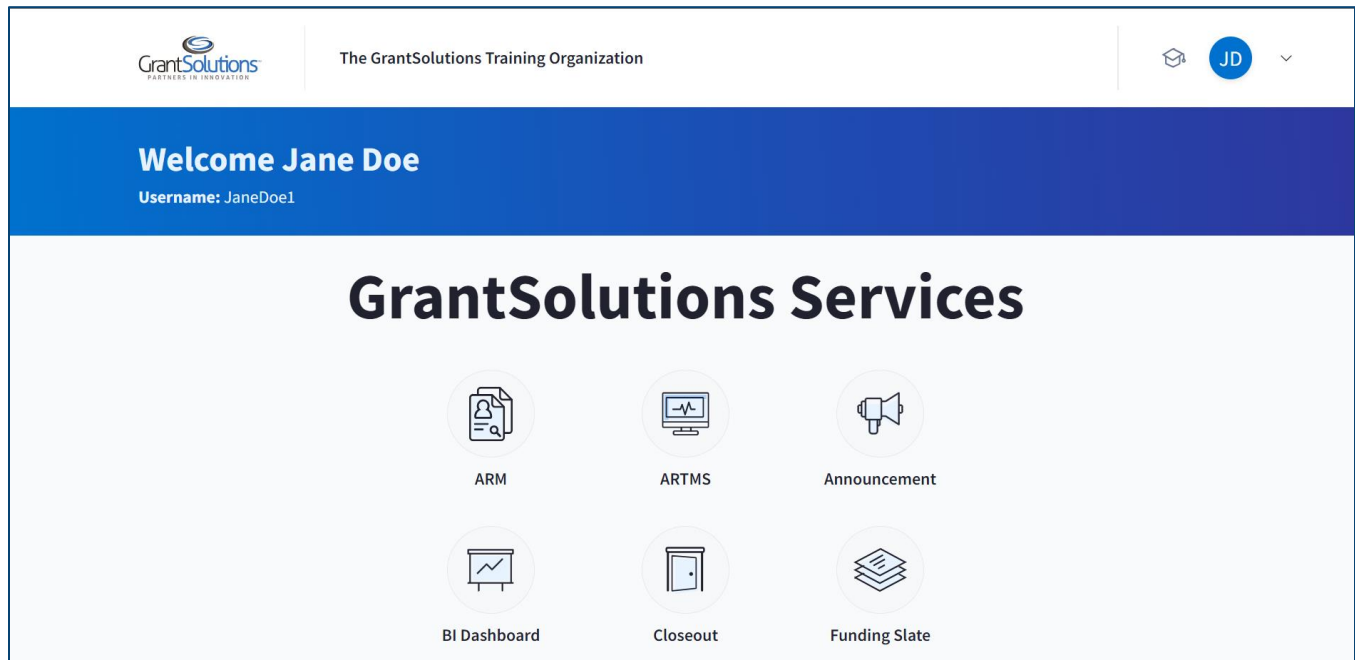 GrantSolutions
PARTNERS IN INNOVATION
The GrantSolutions Training Organization
JD
Welcome Jane Doe
Username: JaneDoe1
GrantSolutions Services
ARM
ARTMS
Announcement
BI Dashboard
Closeout
Funding Slate